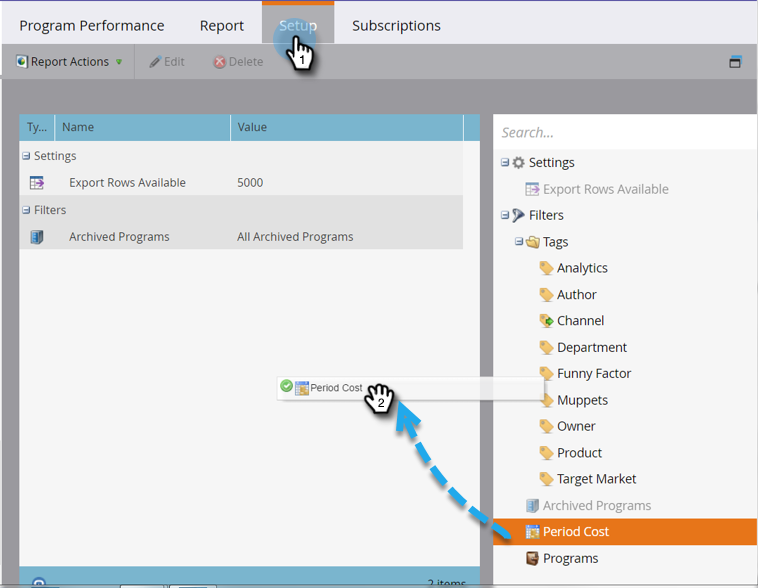 Program Performance Report Setup Subscriptions
Report Actions Edit Delete
1
Ty... Name Value
Settings
Export Rows Available 5000
Filters
Archived Programs All Archived Programs
Period Cost
2
2 items
Search...
Settings
Export Rows Available
Filters
Tags
Analytics
Author
Channel
Department
Funny Factor
Muppets
Owner
Product
Target Market
Archived Programs
Period Cost
Programs